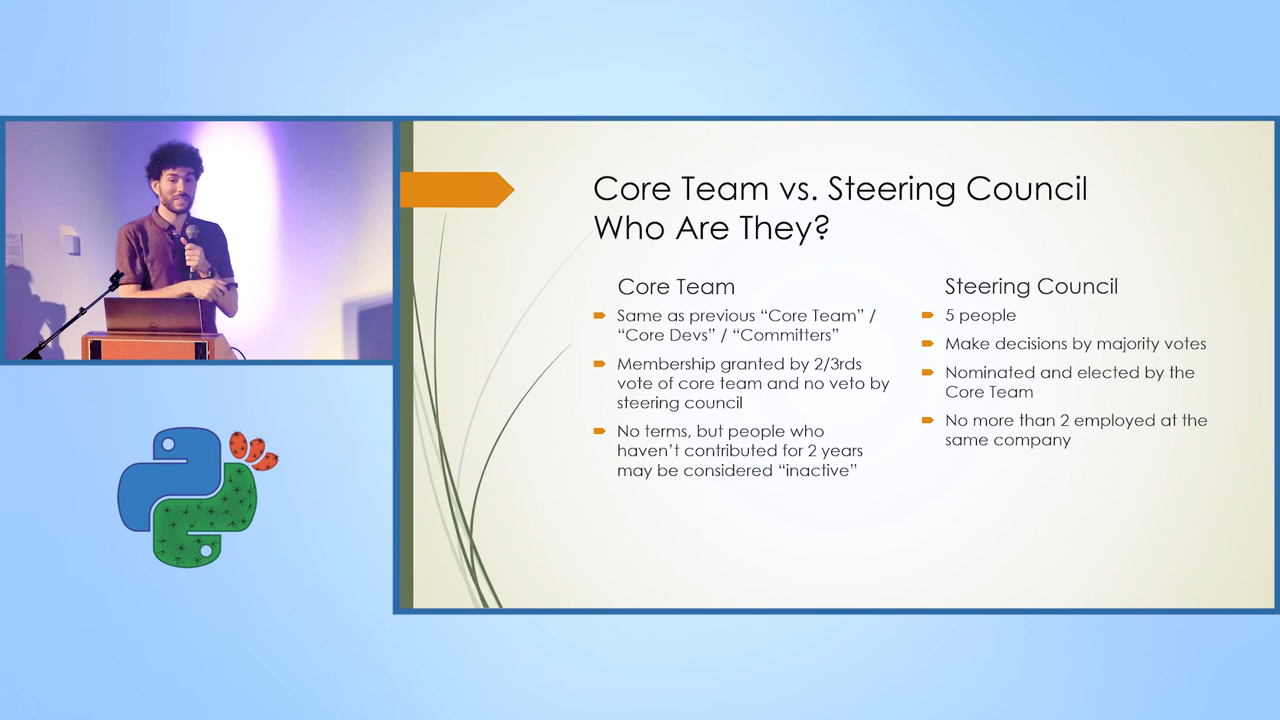 Core Team vs. Steering Council
Who Are They?
Core Team
Same as previous “Core Team” /
“Core Devs” / “Committers”
Membership granted by 2/3rds
vote of core team and no veto by
steering council
No terms, but people who
haven’t contributed for 2 years
may be considered “inactive”
Steering Council
5 people
Make decisions by majority votes
Nominated and elected by the
Core Team
No more than 2 employed at the
same company